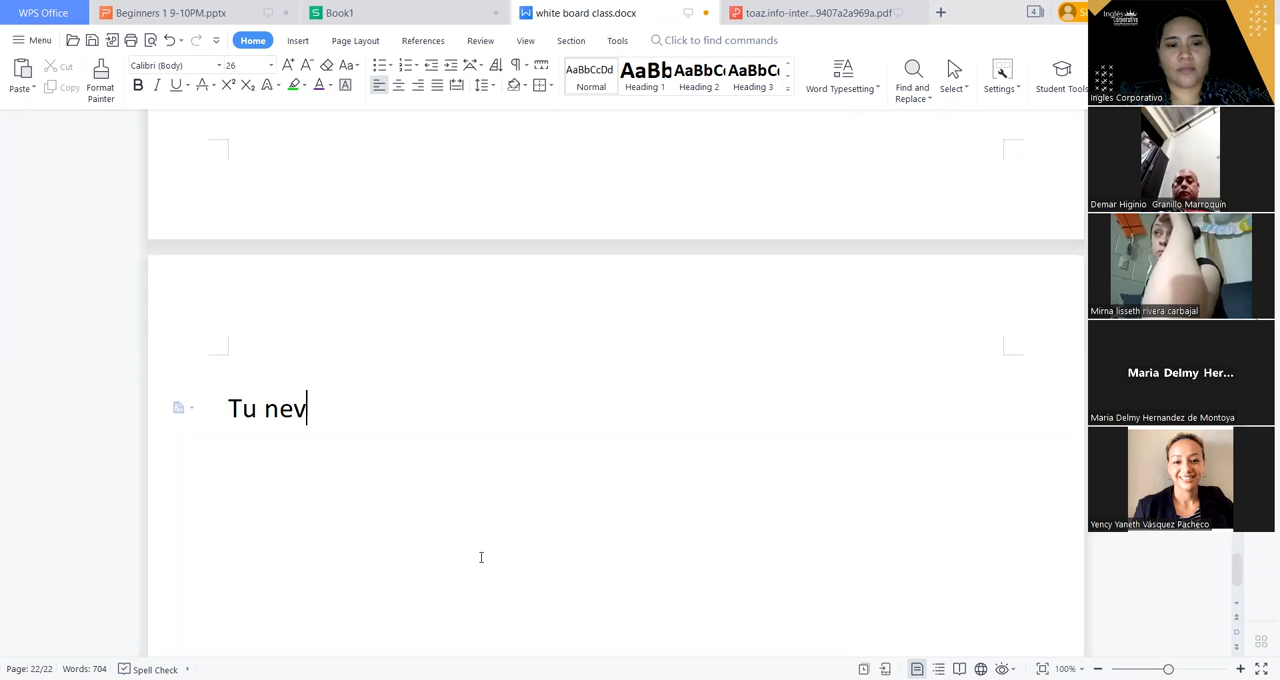 WPS Office
Beginners 1 9-10PM.pptx
Book1
white board class.docx
toaz.info-inter...9407a2a969a.pdf
Menu
Home
Insert
Page Layout
References
Review
View
Section
Tools
Click to find commands
Paste
Cut
Copy
Format Painter
Calibri (Body)
26
AaBbCcDd
Normal
AaBb
Heading 1
AaBbC
Heading 2
AaBbC
Heading 3
Word Typesetting
Find and Replace
Select
Settings
Student Tools
Inglés Corporativo
Ingles Corporativo
Demar Higinio Granillo Marroquín
Mirna lisseth rivera carbajal
Maria Delmy Her...
Maria Delmy Hernandez de Montoya
Yency Yaneth Vásquez Pacheco
Tu nev
Page: 22/22
Words: 704
Spell Check
100%